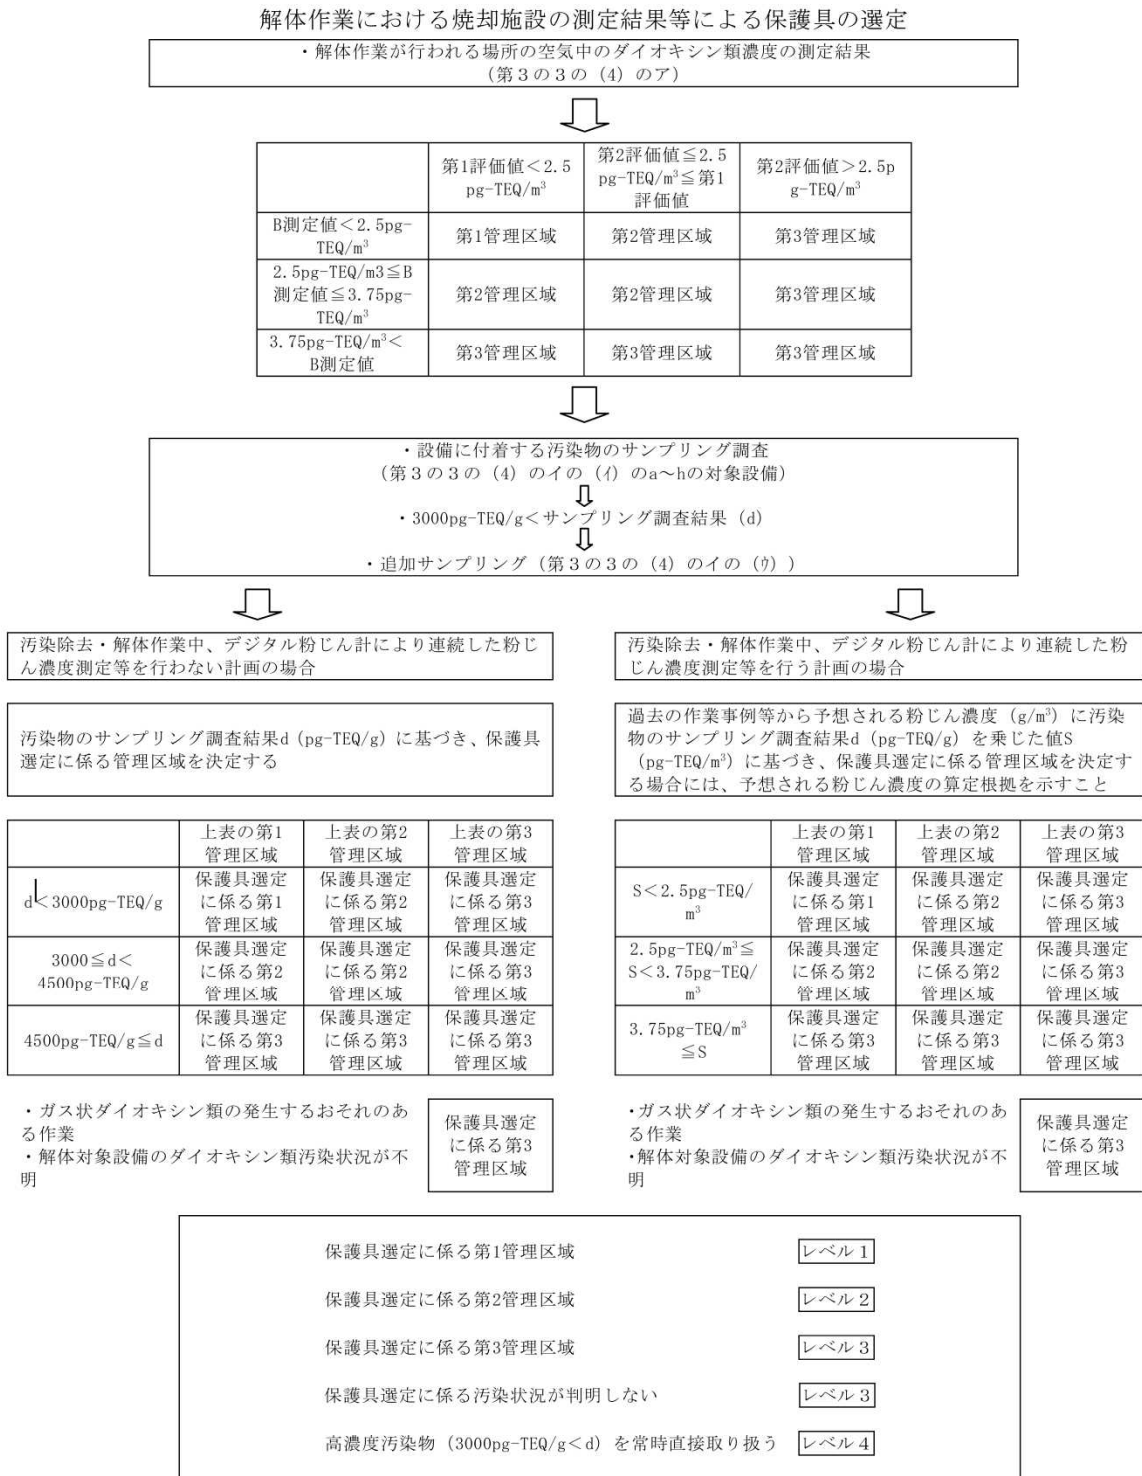 解体作業における焼却施設の測定結果等による保護具の選定
・解体作業が行われる場所の空気中のダイオキシン類濃度の測定結果
（第３の３の（4）のア）
第1評価値＜2.5
pg-TEQ/m³
第2評価値≦2.5
pg-TEQ/m³≦第1
評価値
第2評価値＞2.5p
g-TEQ/m³
B測定値＜2.5pg-
TEQ/m³
第1管理区域
第2管理区域
第3管理区域
2.5pg-TEQ/m3≦B
測定値≦3.75pg-
TEQ/m³
第2管理区域
第2管理区域
第3管理区域
3.75pg-TEQ/m³＜
B測定値
第3管理区域
第3管理区域
第3管理区域
・設備に付着する汚染物のサンプリング調査
（第３の３の（4）のイの（ｲ）のa～hの対象設備）
・3000pg-TEQ/g＜サンプリング調査結果（d）
・追加サンプリング（第３の３の（4）のイの（ｳ））
汚染除去・解体作業中、デジタル粉じん計により連続した粉じ
ん濃度測定等を行わない計画の場合
汚染物のサンプリング調査結果d（pg-TEQ/g）に基づき、保護具
選定に係る管理区域を決定する
上表の第1
管理区域
上表の第2
管理区域
上表の第3
管理区域
d＜3000pg-TEQ/g
保護具選定
に係る第1
管理区域
保護具選定
に係る第2
管理区域
保護具選定
に係る第3
管理区域
3000≦d＜
4500pg-TEQ/g
保護具選定
に係る第2
管理区域
保護具選定
に係る第2
管理区域
保護具選定
に係る第3
管理区域
4500pg-TEQ/g≦d
保護具選定
に係る第3
管理区域
保護具選定
に係る第3
管理区域
保護具選定
に係る第3
管理区域
・ガス状ダイオキシン類の発生するおそれのあ
る作業
・解体対象設備のダイオキシン類汚染状況が不
明
保護具選定
に係る第3
管理区域
汚染除去・解体作業中、デジタル粉じん計により連続した粉
じん濃度測定等を行う計画の場合
過去の作業事例等から予想される粉じん濃度（g/m³）に汚染
物のサンプリング調査結果d（pg-TEQ/g）を乗じた値S
（pg-TEQ/m³）に基づき、保護具選定に係る管理区域を決定す
る場合には、予想される粉じん濃度の算定根拠を示すこと
上表の第1
管理区域
上表の第2
管理区域
上表の第3
管理区域
S＜2.5pg-TEQ/
m³
保護具選定
に係る第1
管理区域
保護具選定
に係る第2
管理区域
保護具選定
に係る第3
管理区域
2.5pg-TEQ/m³≦
S＜3.75pg-TEQ/
m³
保護具選定
に係る第2
管理区域
保護具選定
に係る第2
管理区域
保護具選定
に係る第3
管理区域
3.75pg-TEQ/m³
≦S
保護具選定
に係る第3
管理区域
保護具選定
に係る第3
管理区域
保護具選定
に係る第3
管理区域
・ガス状ダイオキシン類の発生するおそれのあ
る作業
・解体対象設備のダイオキシン類汚染状況が不
明
保護具選定
に係る第3
管理区域
保護具選定に係る第1管理区域 レベル１
保護具選定に係る第2管理区域 レベル２
保護具選定に係る第3管理区域 レベル３
保護具選定に係る汚染状況が判明しない レベル３
高濃度汚染物（3000pg-TEQ/g＜d）を常時直接取り扱う レベル４